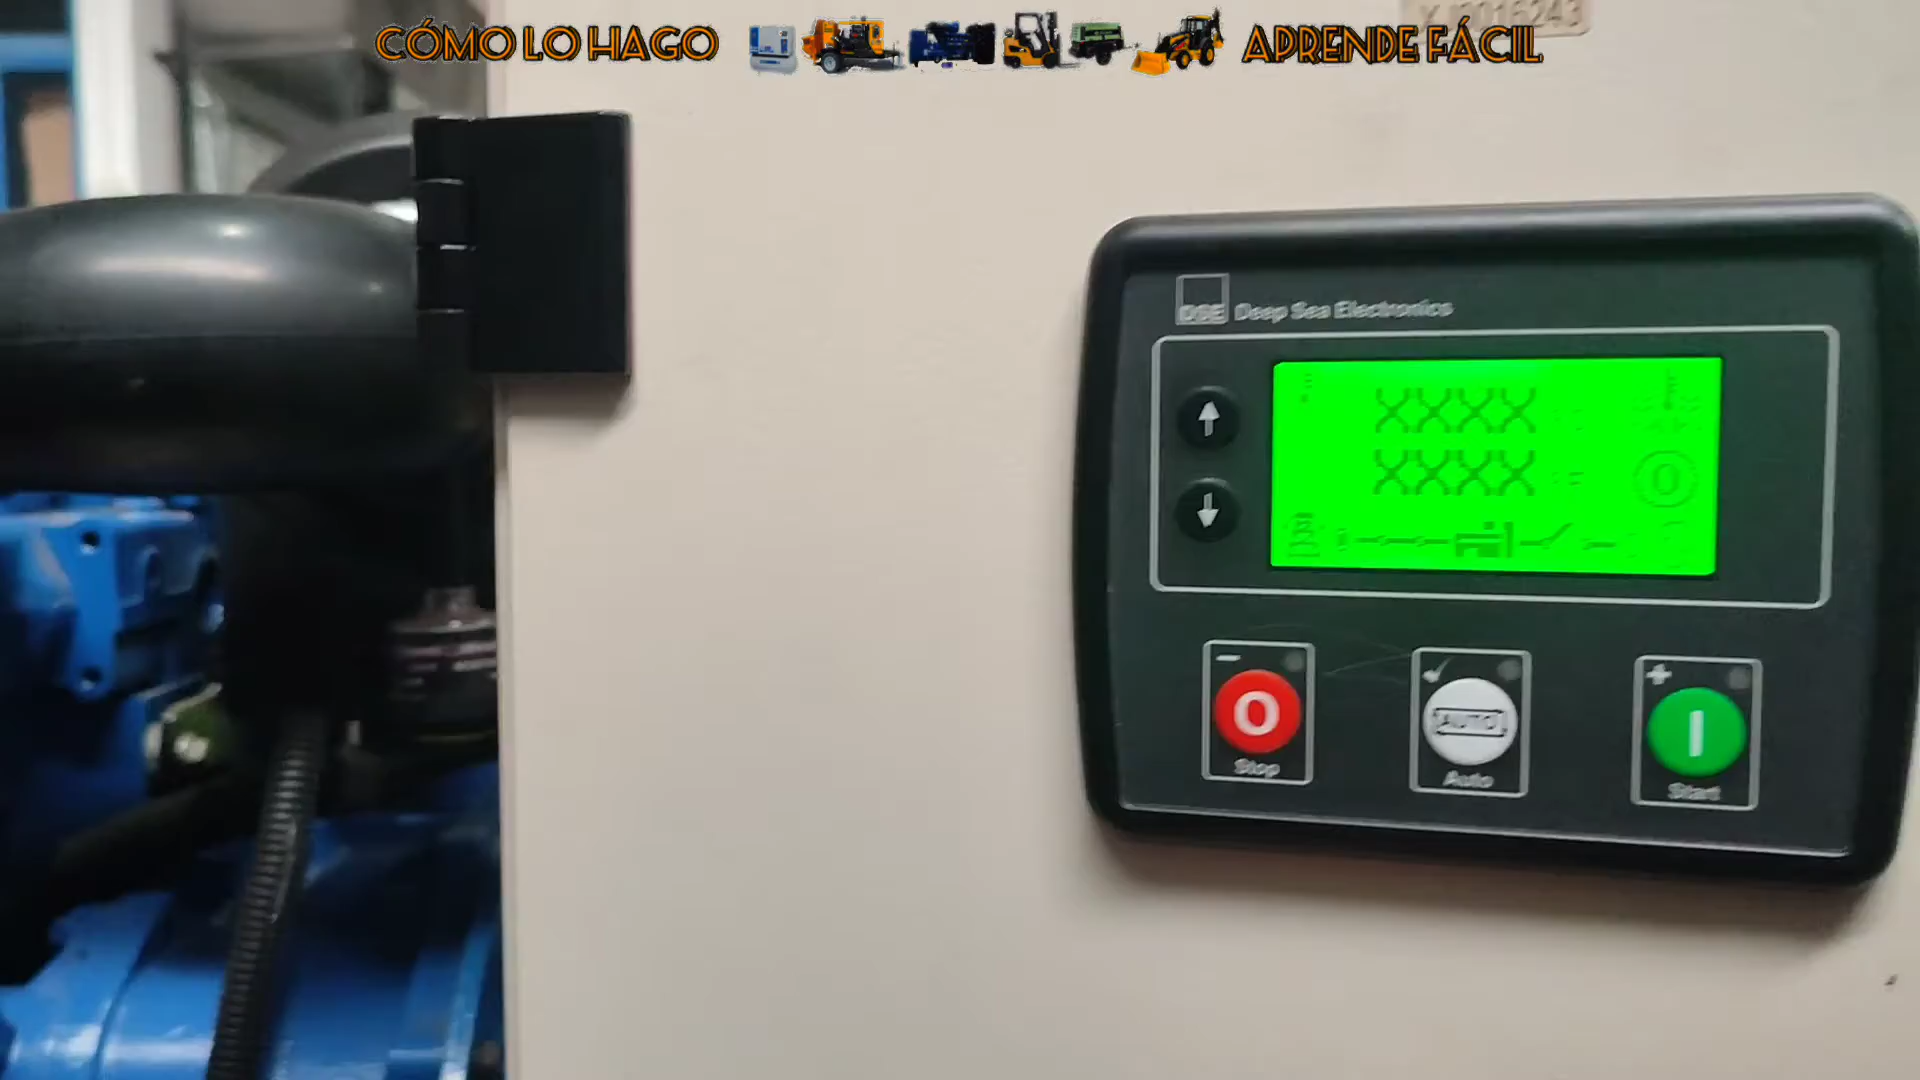 CÓMO LO HAGO APRENDE FÁCIL
DSE Deep Sea Electronics
XXXX
XXXX
O
- ✓ +
O AUTO I
Stop Auto Start